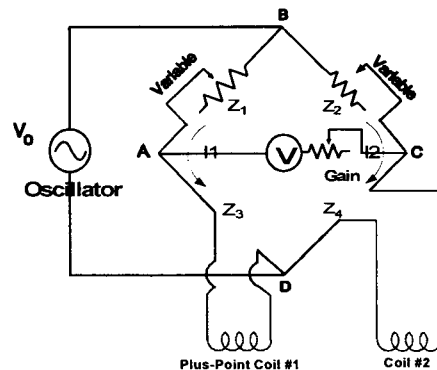 B
Variable
Variable
Z1
Z2
V0
A
I1
V
I2
C
Oscillator
Gain
Z3
Z4
D
Plus-Point Coil #1
Coil #2